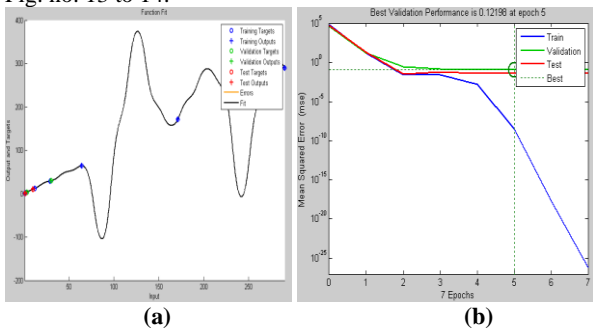 Fig. no. 13 to 14.
Function Fit
400
300
200
100
0
-100
-200
50
100
150
200
250
Output and Targets
Input
Training Targets
Training Outputs
Validation Targets
Validation Outputs
Test Targets
Test Outputs
Errors
Fit
(a)
Best Validation Performance is 0.12198 at epoch 5
10^5
10^0
10^-5
10^-10
10^-15
10^-20
10^-25
0
1
2
3
4
5
6
7
Mean Squared Error (mse)
7 Epochs
Train
Validation
Test
Best
(b)